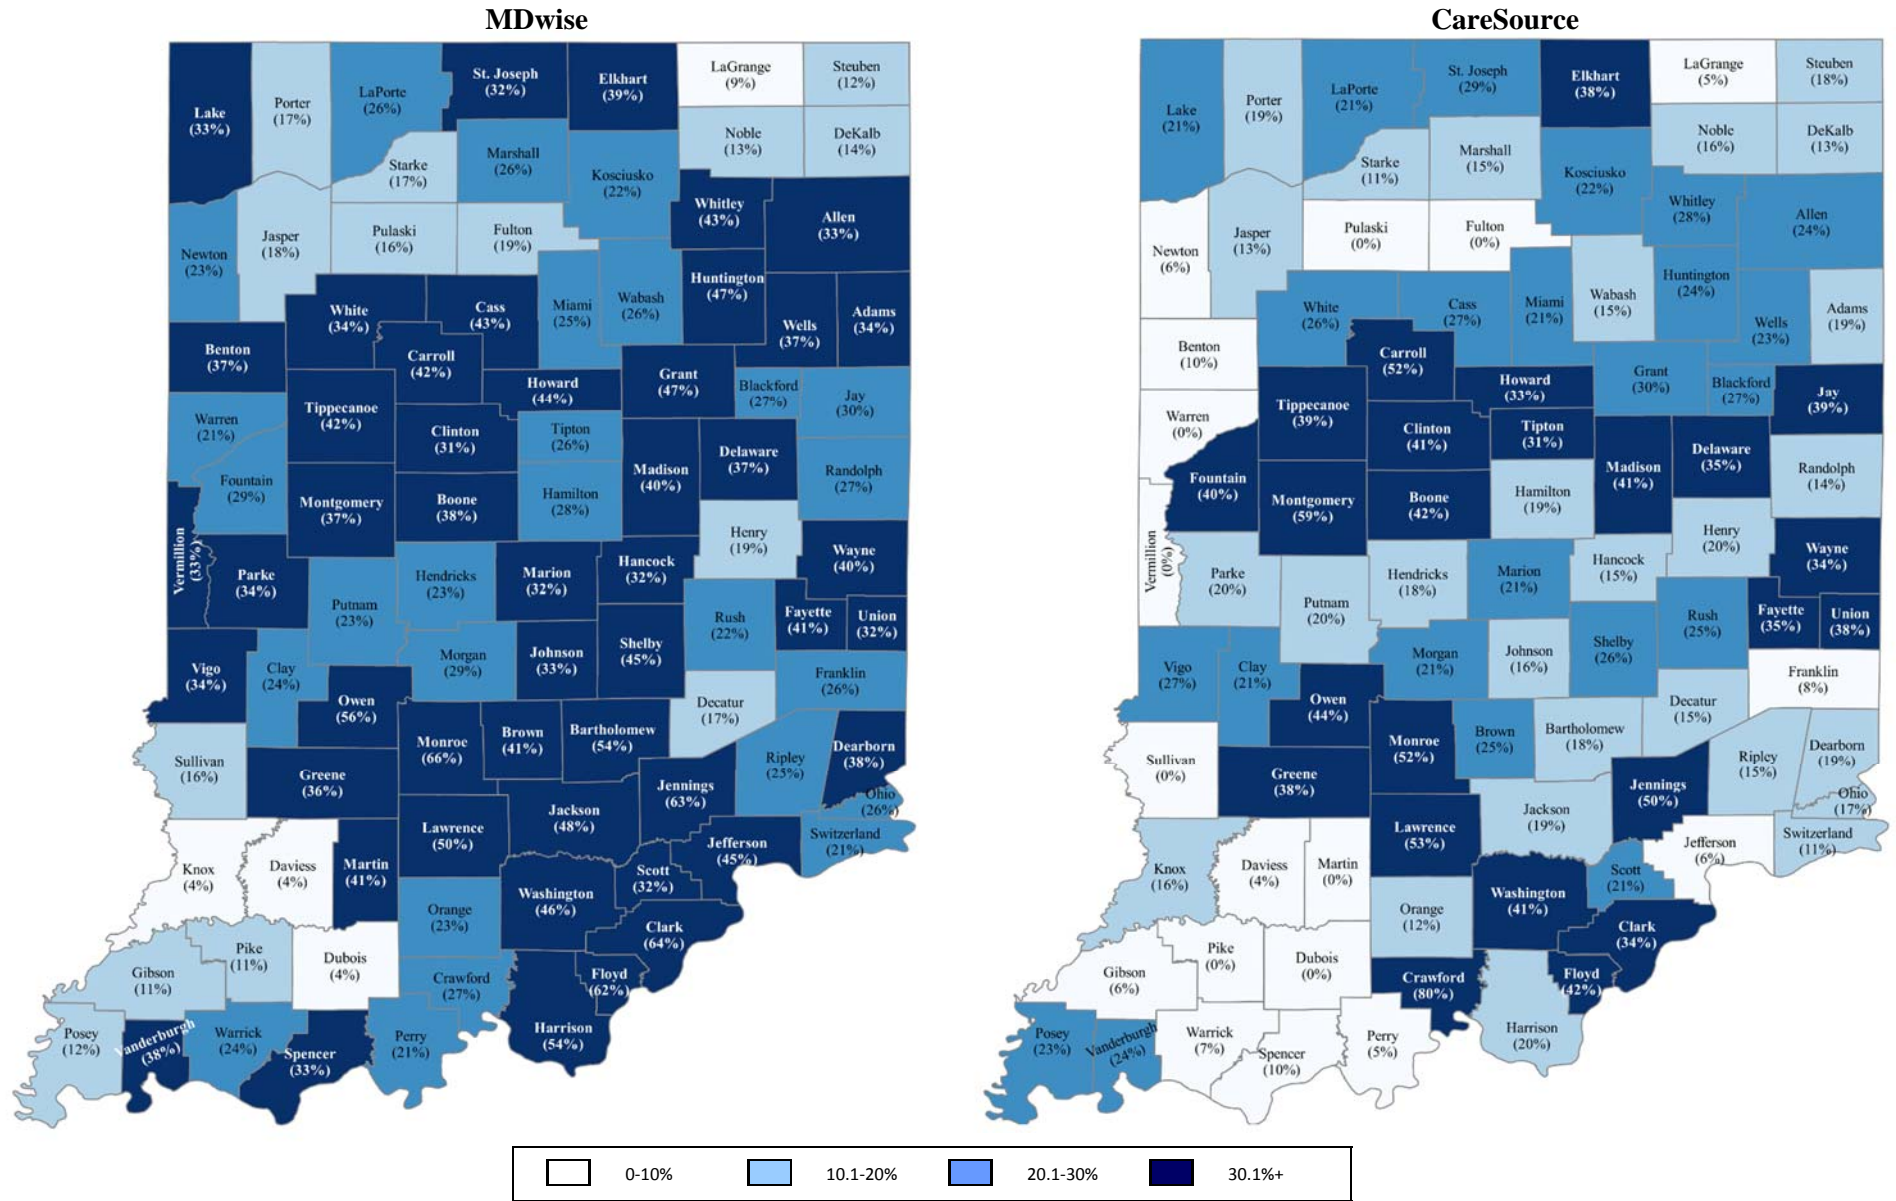 MDwise
Lake
(33%)
Porter
(17%)
LaPorte
(26%)
St. Joseph
(32%)
Elkhart
(39%)
LaGrange
(9%)
Steuben
(12%)
Noble
(13%)
DeKalb
(14%)
Starke
(17%)
Marshall
(26%)
Kosciusko
(22%)
Whitley
(43%)
Allen
(33%)
Newton
(23%)
Jasper
(18%)
Pulaski
(16%)
Fulton
(19%)
White
(34%)
Cass
(43%)
Miami
(25%)
Wabash
(26%)
Huntington
(47%)
Wells
(37%)
Adams
(34%)
Benton
(37%)
Carroll
(42%)
Howard
(44%)
Grant
(47%)
Blackford
(27%)
Jay
(30%)
Warren
(21%)
Tippecanoe
(42%)
Clinton
(31%)
Tipton
(26%)
Madison
(40%)
Delaware
(37%)
Randolph
(27%)
Fountain
(29%)
Montgomery
(37%)
Boone
(38%)
Hamilton
(28%)
Henry
(19%)
Vermillion
(33%)
Parke
(34%)
Putnam
(23%)
Hendricks
(23%)
Marion
(32%)
Hancock
(32%)
Wayne
(40%)
Rush
(22%)
Fayette
(41%)
Union
(32%)
Vigo
(34%)
Clay
(24%)
Owen
(56%)
Morgan
(29%)
Johnson
(33%)
Shelby
(45%)
Franklin
(26%)
Decatur
(17%)
Sullivan
(16%)
Greene
(36%)
Monroe
(66%)
Brown
(41%)
Bartholomew
(54%)
Jennings
(63%)
Ripley
(25%)
Dearborn
(38%)
Ohio
(26%)
Switzerland
(21%)
Knox
(4%)
Daviess
(4%)
Martin
(41%)
Lawrence
(50%)
Jackson
(48%)
Jefferson
(45%)
Scott
(32%)
Washington
(46%)
Clark
(64%)
Orange
(23%)
Gibson
(11%)
Pike
(11%)
Dubois
(4%)
Crawford
(27%)
Floyd
(62%)
Harrison
(54%)
Posey
(12%)
Vanderburgh
(38%)
Warrick
(24%)
Spencer
(33%)
Perry
(21%)
CareSource
Lake
(21%)
Porter
(19%)
LaPorte
(21%)
St. Joseph
(29%)
Elkhart
(38%)
LaGrange
(5%)
Steuben
(18%)
Noble
(16%)
DeKalb
(13%)
Starke
(11%)
Marshall
(15%)
Kosciusko
(22%)
Whitley
(28%)
Allen
(24%)
Newton
(6%)
Jasper
(13%)
Pulaski
(0%)
Fulton
(0%)
White
(26%)
Cass
(27%)
Miami
(21%)
Wabash
(15%)
Huntington
(24%)
Wells
(23%)
Adams
(19%)
Benton
(10%)
Carroll
(52%)
Howard
(33%)
Grant
(30%)
Blackford
(27%)
Jay
(39%)
Warren
(0%)
Tippecanoe
(39%)
Clinton
(41%)
Tipton
(31%)
Madison
(41%)
Delaware
(35%)
Randolph
(14%)
Fountain
(40%)
Montgomery
(59%)
Boone
(42%)
Hamilton
(19%)
Henry
(20%)
Vermillion
(0%)
Parke
(20%)
Putnam
(20%)
Hendricks
(18%)
Marion
(21%)
Hancock
(15%)
Wayne
(34%)
Rush
(25%)
Fayette
(35%)
Union
(38%)
Vigo
(27%)
Clay
(21%)
Owen
(44%)
Morgan
(21%)
Johnson
(16%)
Shelby
(26%)
Franklin
(8%)
Decatur
(15%)
Sullivan
(0%)
Greene
(38%)
Monroe
(52%)
Brown
(25%)
Bartholomew
(18%)
Jennings
(50%)
Ripley
(15%)
Dearborn
(19%)
Ohio
(17%)
Switzerland
(11%)
Knox
(16%)
Daviess
(4%)
Martin
(0%)
Lawrence
(53%)
Jackson
(19%)
Jefferson
(6%)
Scott
(21%)
Washington
(41%)
Clark
(34%)
Orange
(12%)
Gibson
(6%)
Pike
(0%)
Dubois
(0%)
Crawford
(80%)
Floyd
(42%)
Harrison
(20%)
Posey
(23%)
Vanderburgh
(24%)
Warrick
(7%)
Spencer
(10%)
Perry
(5%)
0-10%
10.1-20%
20.1-30%
30.1%+